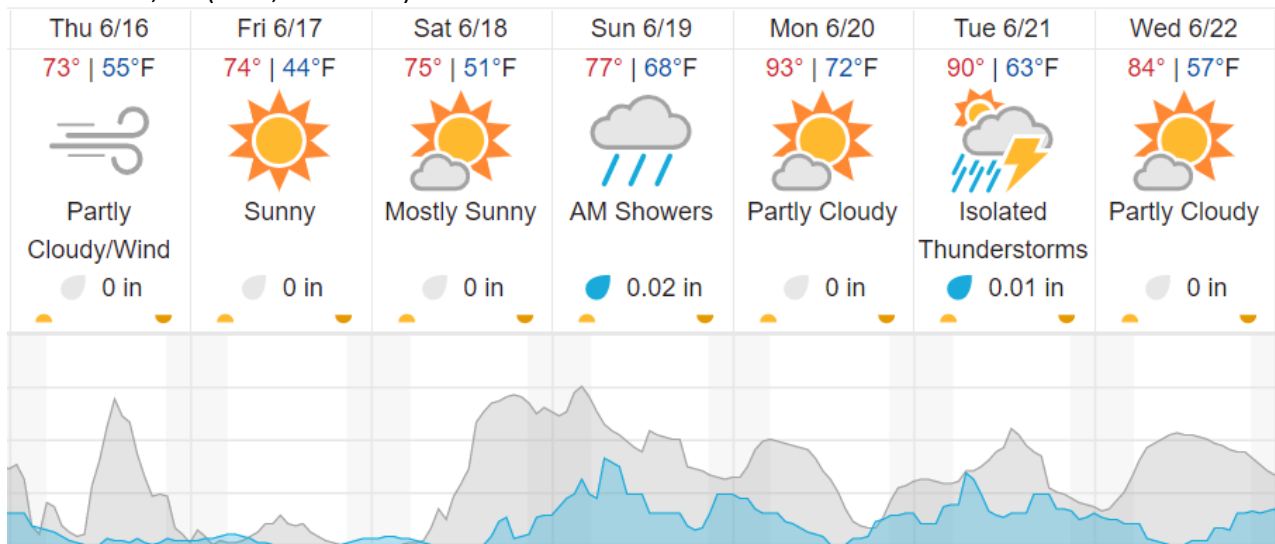 Thu 6/16 Fri 6/17 Sat 6/18 Sun 6/19 Mon 6/20 Tue 6/21 Wed 6/22
73° | 55°F 74° | 44°F 75° | 51°F 77° | 68°F 93° | 72°F 90° | 63°F 84° | 57°F
Partly Sunny Mostly Sunny AM Showers Partly Cloudy Isolated Partly Cloudy
Cloudy/Wind Thunderstorms
0 in 0 in 0 in 0.02 in 0 in 0.01 in 0 in